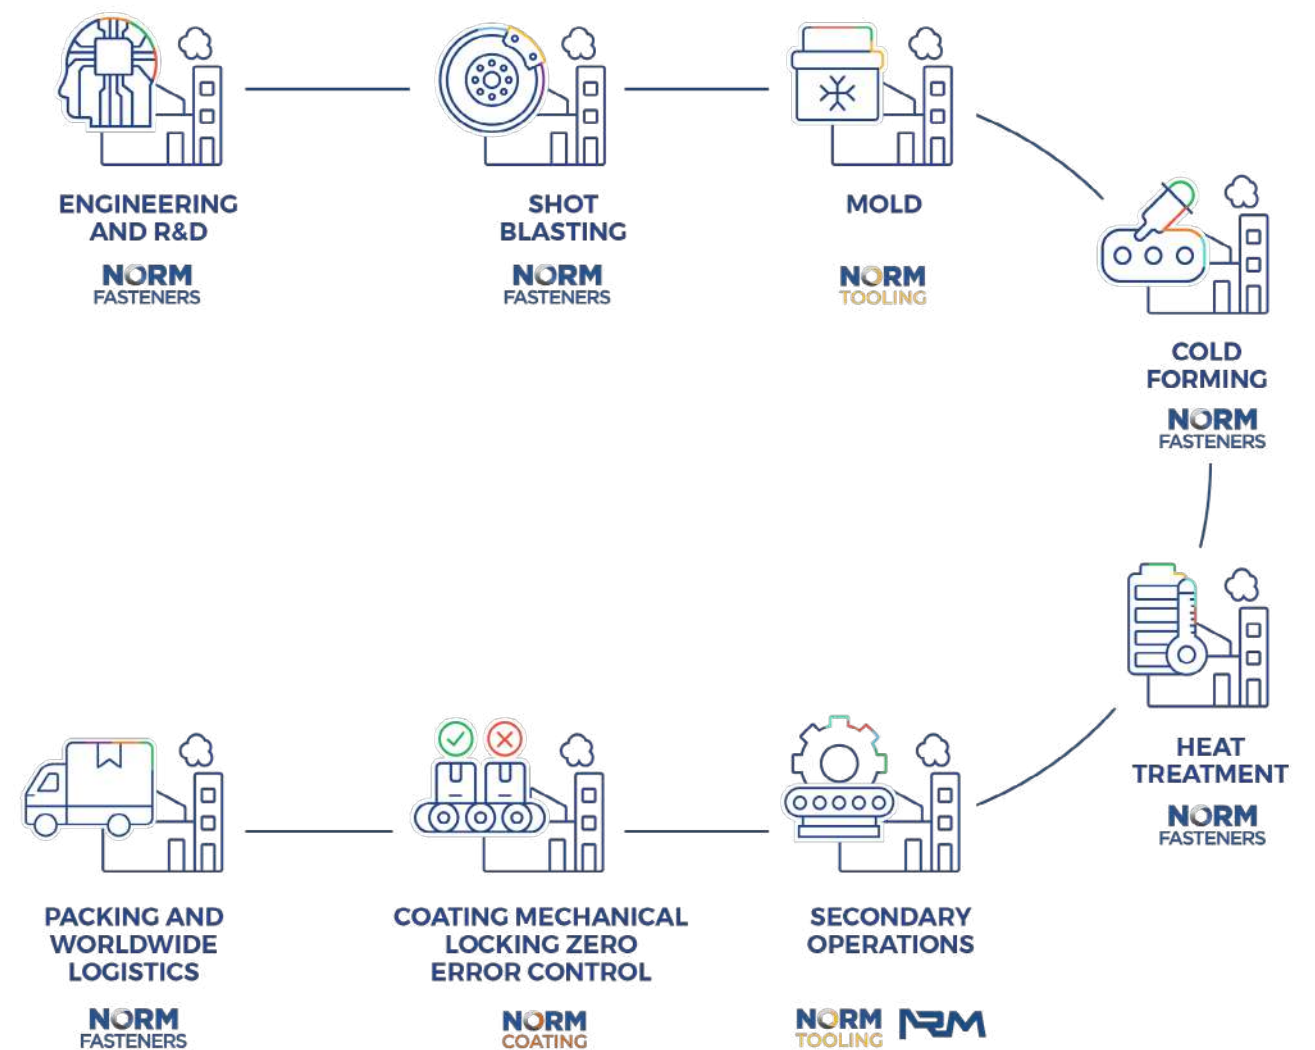 ENGINEERING
AND R&D
NORM
FASTENERS
SHOT
BLASTING
NORM
FASTENERS
MOLD
NORM
TOOLING
COLD
FORMING
NORM
FASTENERS
HEAT
TREATMENT
NORM
FASTENERS
SECONDARY
OPERATIONS
NORM
TOOLING
NRM
COATING MECHANICAL
LOCKING ZERO
ERROR CONTROL
NORM
COATING
PACKING AND
WORLDWIDE
LOGISTICS
NORM
FASTENERS